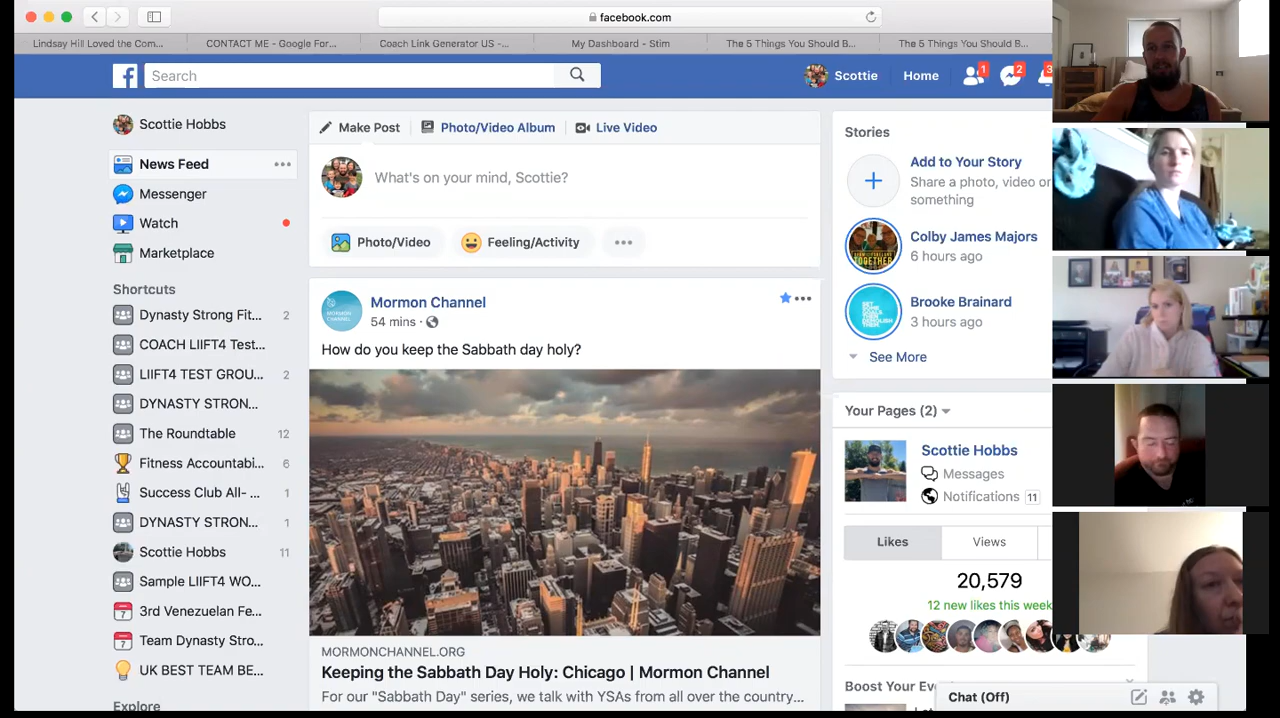 facebook.com
Lindsay Hill Loved the Com...
CONTACT ME - Google For...
Coach Link Generator US -...
My Dashboard - Stim
The 5 Things You Should B...
The 5 Things You Should B...
Search
Scottie
Home
1
2
3
Scottie Hobbs
News Feed
Messenger
Watch
Marketplace
Shortcuts
Dynasty Strong Fit... 2
COACH LIIFT4 Test...
LIIFT4 TEST GROU... 2
DYNASTY STRON...
The Roundtable 12
Fitness Accountabi... 6
Success Club All- ... 1
DYNASTY STRON... 1
Scottie Hobbs 11
Sample LIIFT4 WO...
3rd Venezuelan Fe...
Team Dynasty Stro...
UK BEST TEAM BE...
Explore
Make Post
Photo/Video Album
Live Video
What's on your mind, Scottie?
Photo/Video
Feeling/Activity
Mormon Channel
54 mins ·
How do you keep the Sabbath day holy?
MORMONCHANNEL.ORG
Keeping the Sabbath Day Holy: Chicago | Mormon Channel
For our "Sabbath Day" series, we talk with YSAs from all over the country...
Stories
Add to Your Story
Share a photo, video or
something
Colby James Majors
6 hours ago
Brooke Brainard
3 hours ago
See More
Your Pages (2)
Scottie Hobbs
Messages
Notifications 11
Likes
Views
20,579
12 new likes this week
Boost Your
Chat (Off)